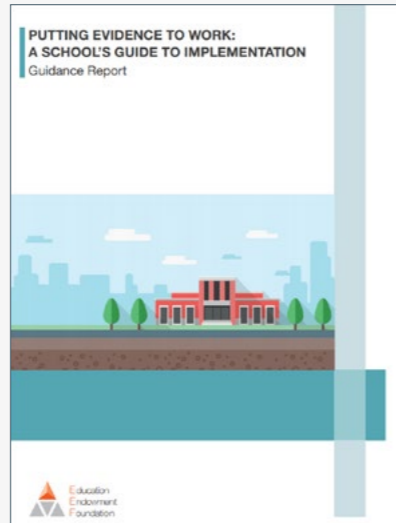 PUTTING EVIDENCE TO WORK:
A SCHOOL'S GUIDE TO IMPLEMENTATION
Guidance Report
Education
Endowment
Foundation